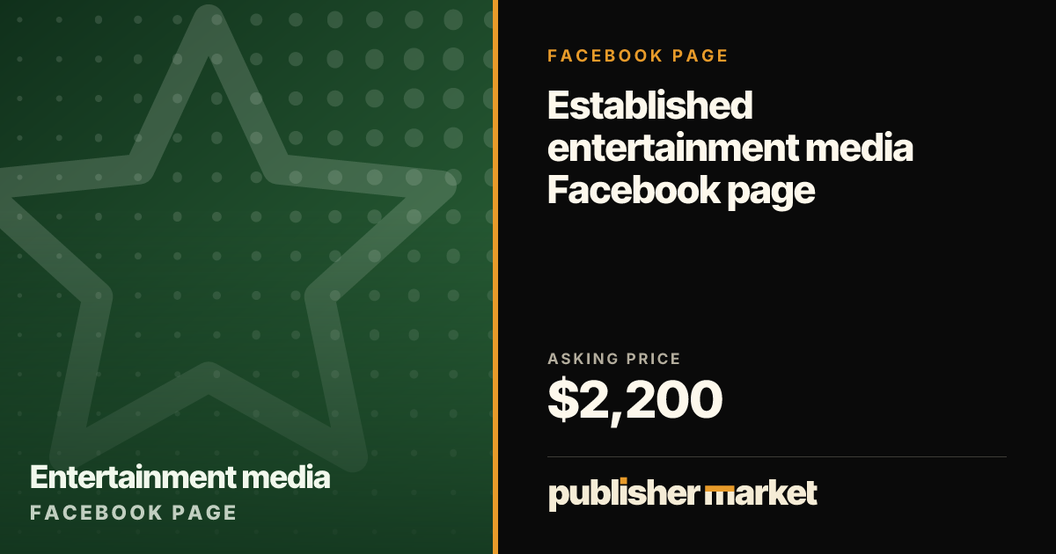 Entertainment media
FACEBOOK PAGE
FACEBOOK PAGE
Established
entertainment media
Facebook page
ASKING PRICE
$2,200
publisher market